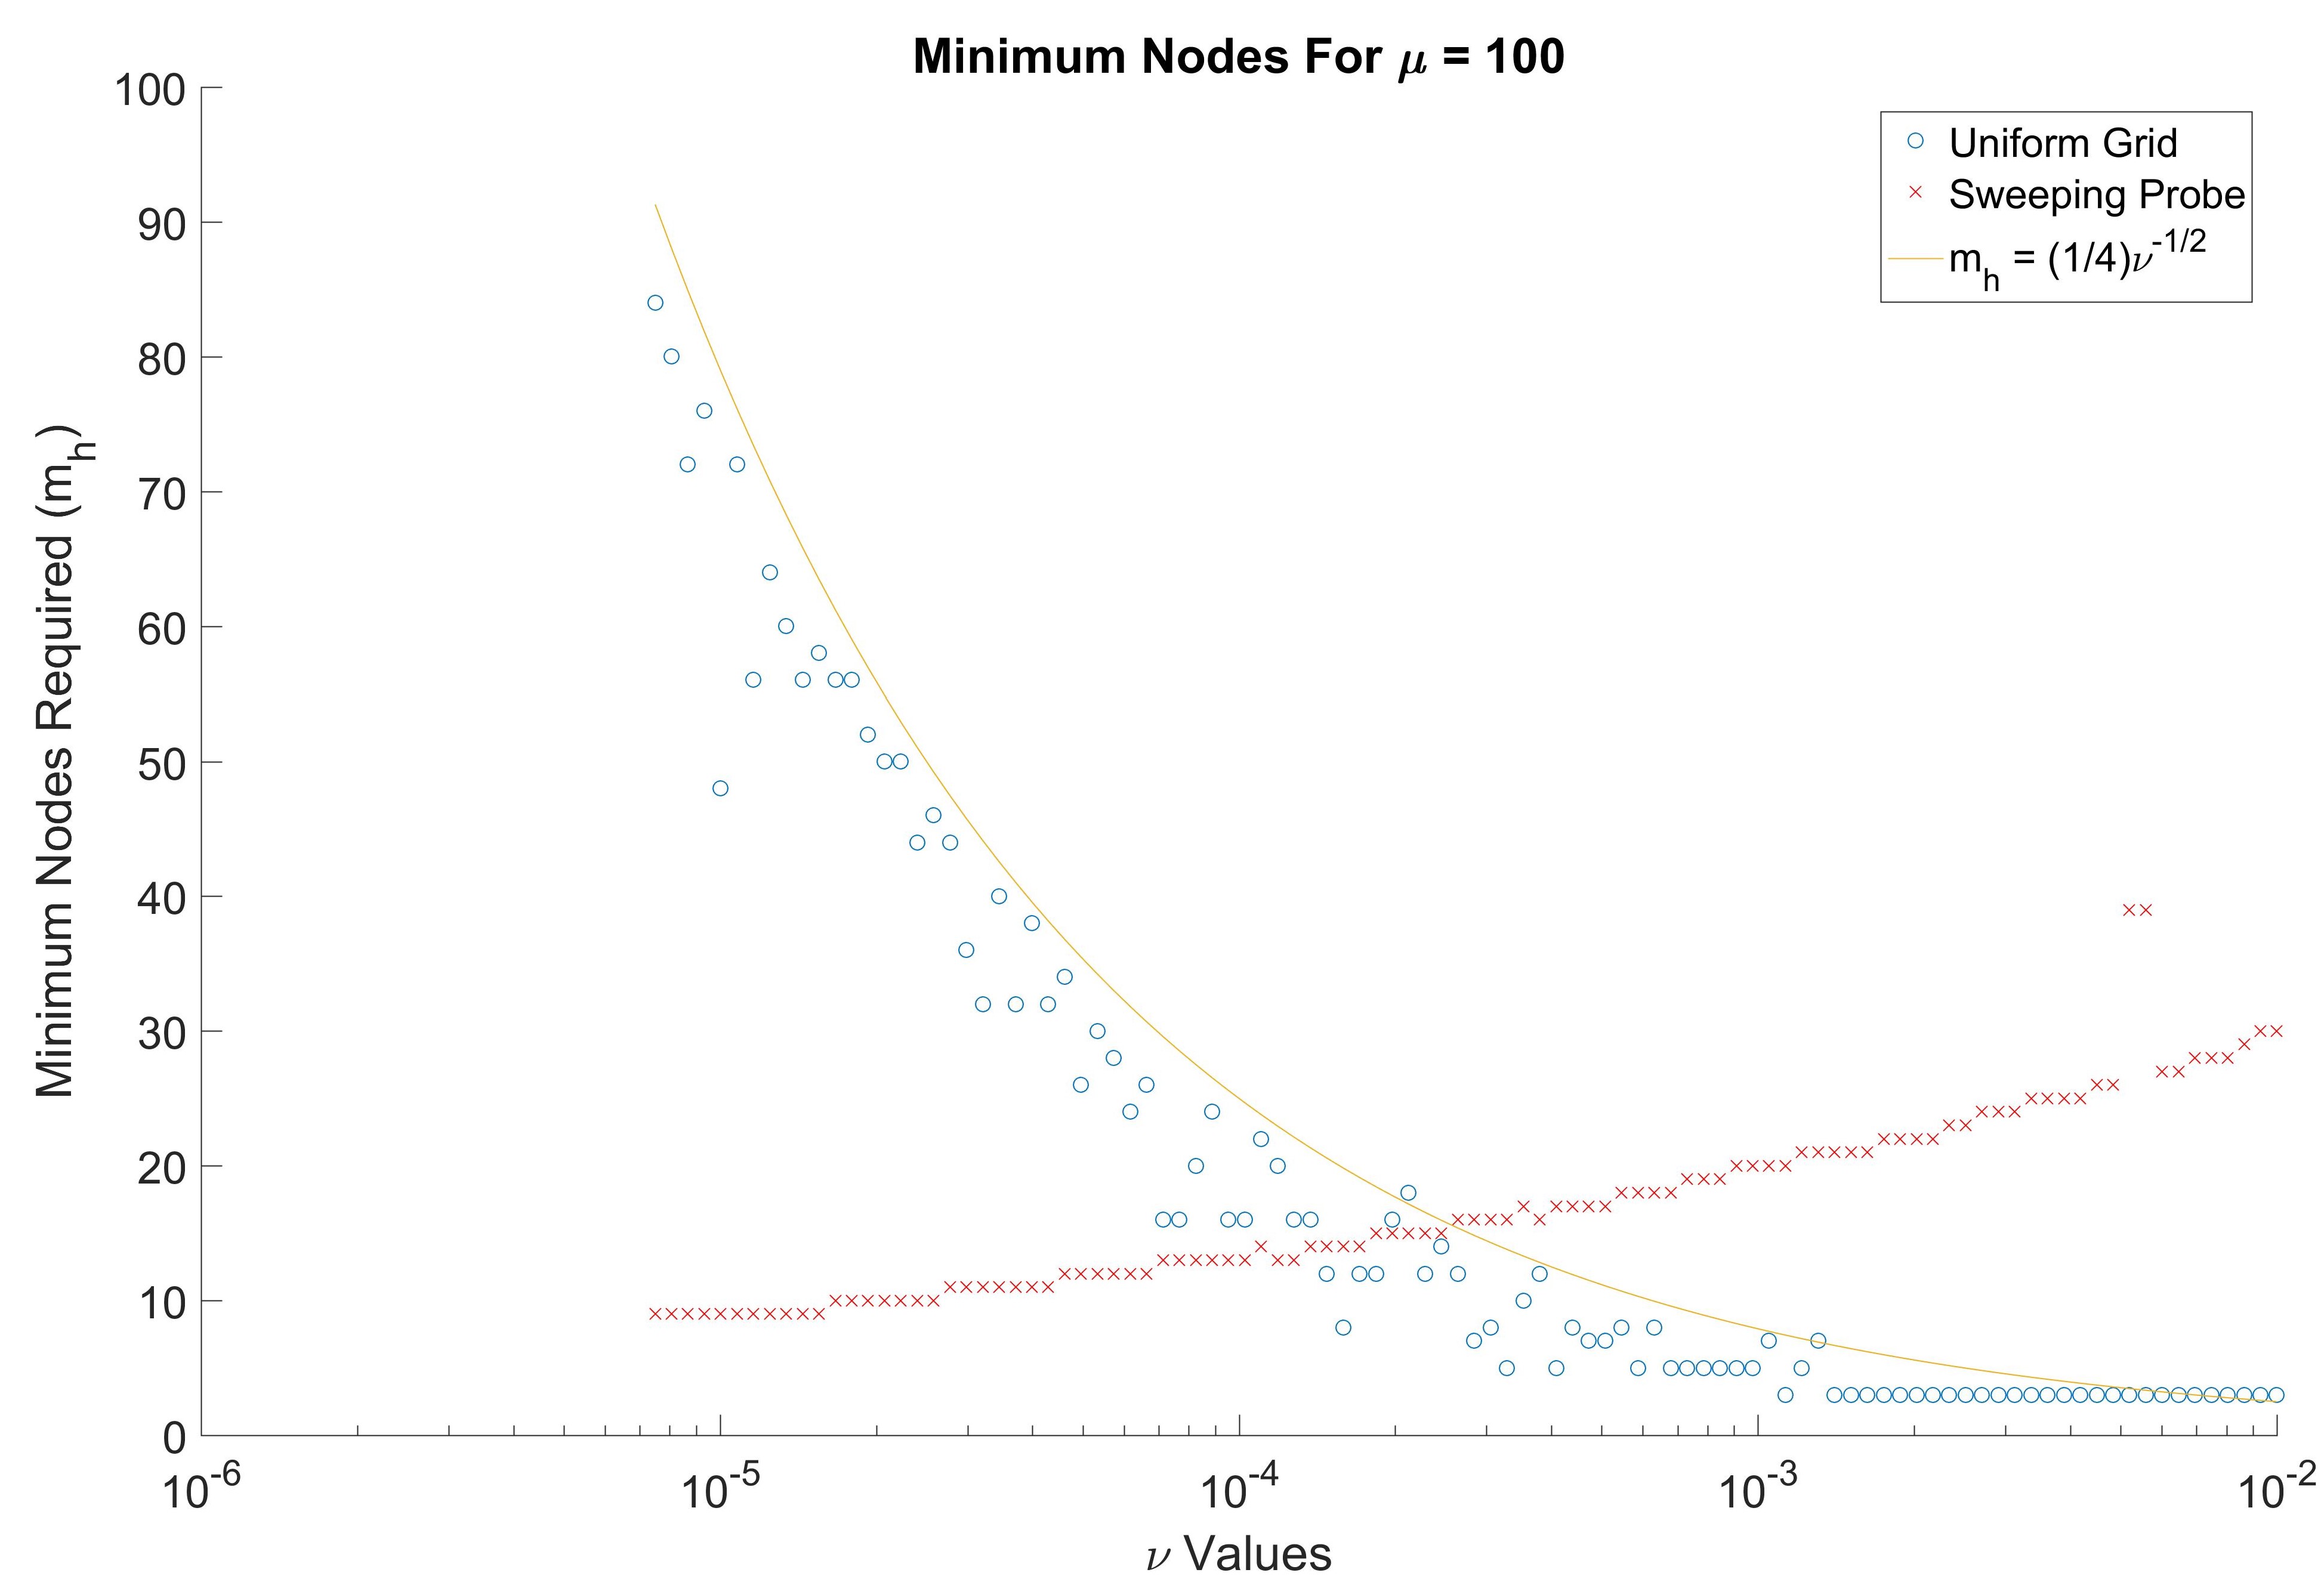 Minimum Nodes For μ = 100
100
90
80
70
60
50
40
30
20
10
0
Minimum Nodes Required (m_h)
Uniform Grid
Sweeping Probe
m_h = (1/4)ν^-1/2
10^-6
10^-5
10^-4
10^-3
10^-2
ν Values